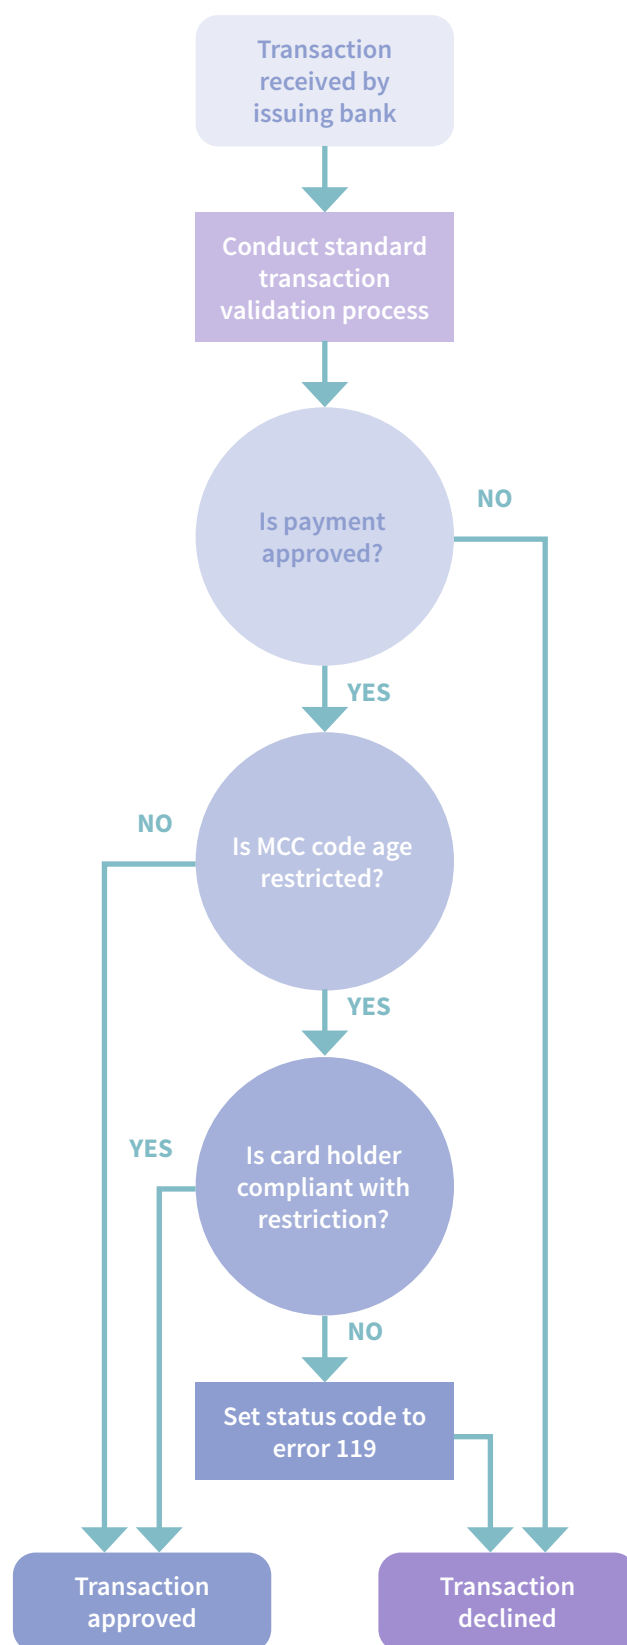 Transaction
received by
issuing bank
Conduct standard
transaction
validation process
Is payment
approved?
NO
YES
Is MCC code age
restricted?
NO
YES
Is card holder
compliant with
restriction?
YES
NO
Set status code to
error 119
Transaction
approved
Transaction
declined